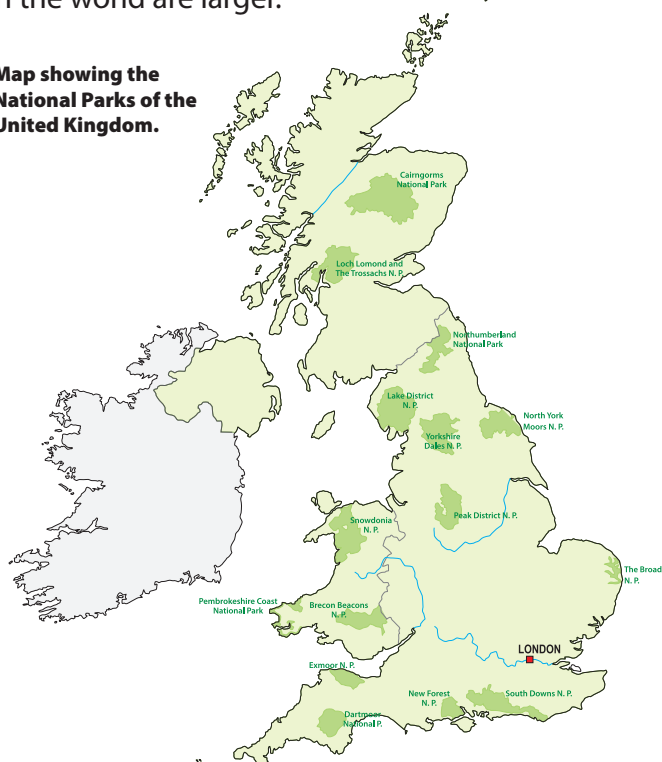 the world are larger.
Map showing the
National Parks of the
United Kingdom.
Cairngorms
National Park
Loch Lomond and
The Trossachs N. P.
Northumberland
National Park
Lake District
N. P.
North York
Moors N. P.
Yorkshire
Dales N. P.
Peak District N. P.
Snowdonia
N. P.
The Broad
N. P.
Pembrokeshire Coast
National Park
Brecon Beacons
N. P.
LONDON
Exmoor N. P.
New Forest
N. P.
South Downs N. P.
Dartmoor
National P.